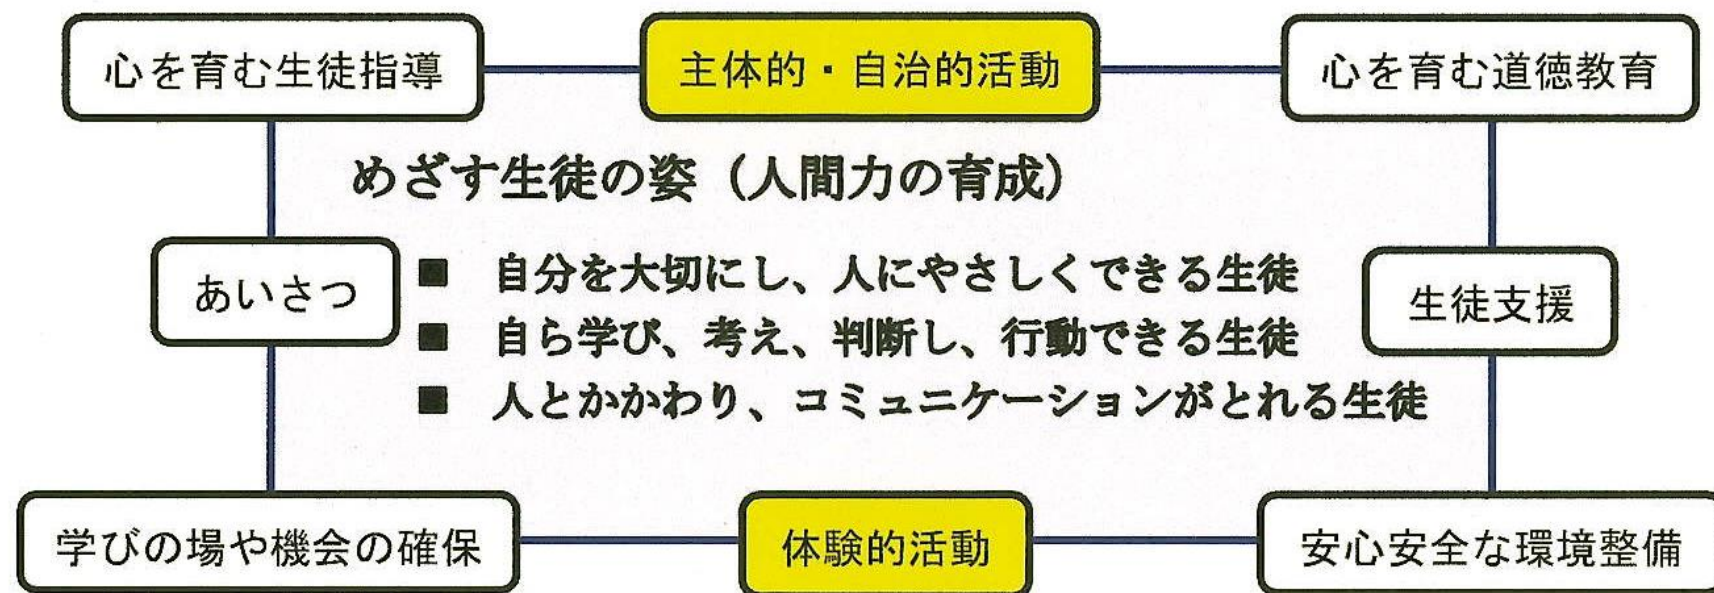 心を育む生徒指導
主体的・自治的活動
心を育む道徳教育
めざす生徒の姿（人間力の育成）
あいさつ
■ 自分を大切にし、人にやさしくできる生徒
■ 自ら学び、考え、判断し、行動できる生徒
■ 人とかかわり、コミュニケーションがとれる生徒
生徒支援
学びの場や機会の確保
体験的活動
安心安全な環境整備